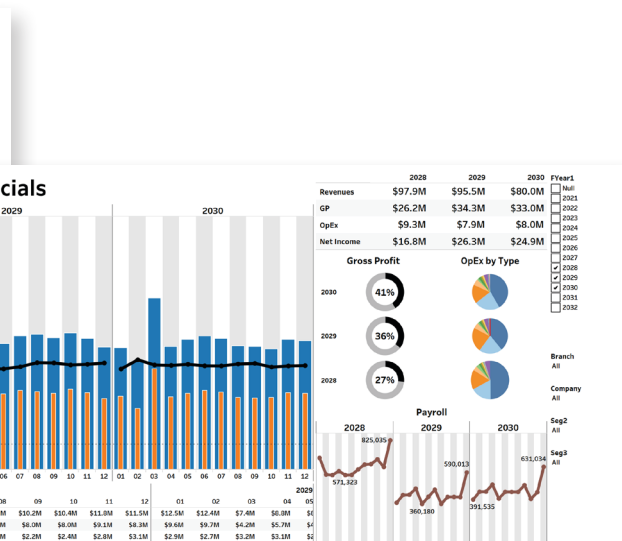 cials
2029 2030
06 07 08 09 10 11 12 01 02 03 04 05 06 07 08 09 10 11 12
2029
08 09 10 11 12 01 02 03 04 05
M $10.2M $10.4M $11.8M $11.5M $12.5M $12.4M $7.4M $8.8M
M $8.0M $8.0M $9.1M $8.3M $9.6M $9.7M $4.2M $5.7M
M $2.2M $2.4M $2.8M $3.1M $2.9M $2.7M $3.2M $3.1M
2028 2029 2030
Revenues $97.9M $95.5M $80.0M
GP $26.2M $34.3M $33.0M
OpEx $9.3M $7.9M $8.0M
Net Income $16.8M $26.3M $24.9M
Gross Profit OpEx by Type
2030 41%
2029 36%
2028 27%
Payroll
2028 2029 2030
825,035
571,323
590,013
360,180
631,034
391,535
FYear1
Null
2021
2022
2023
2024
2025
2026
2027
2028
2029
2030
2031
2032
Branch
All
Company
All
Seg2
All
Seg3
All